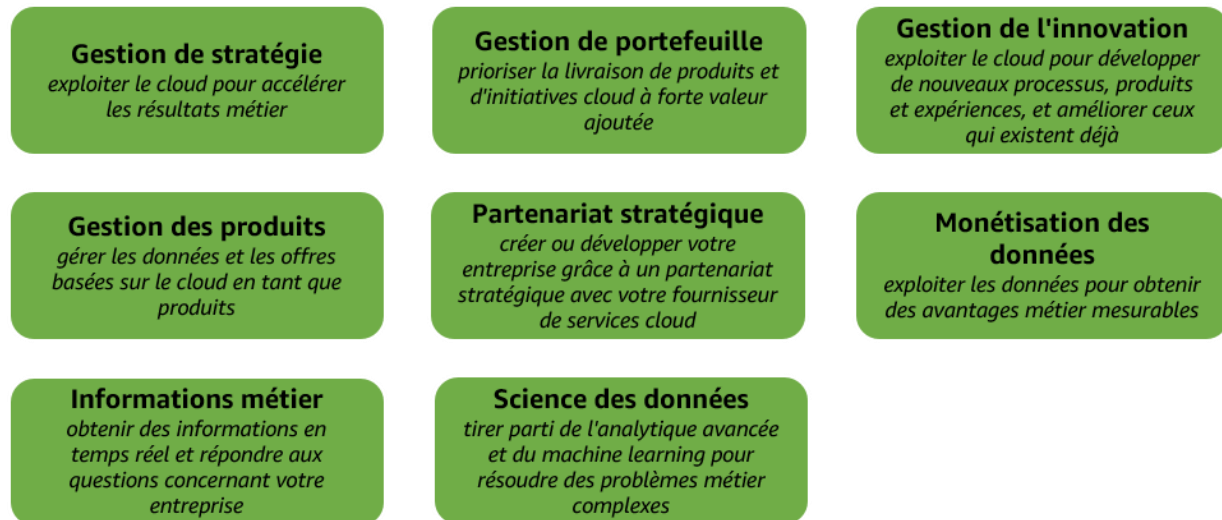 Gestion de stratégie
exploiter le cloud pour accélérer
les résultats métier
Gestion de portefeuille
prioriser la livraison de produits et
d'initiatives cloud à forte valeur
ajoutée
Gestion de l'innovation
exploiter le cloud pour développer
de nouveaux processus, produits
et expériences, et améliorer ceux
qui existent déjà
Gestion des produits
gérer les données et les offres
basées sur le cloud en tant que
produits
Partenariat stratégique
créer ou développer votre
entreprise grâce à un partenariat
stratégique avec votre fournisseur
de services cloud
Monétisation des
données
exploiter les données pour obtenir
des avantages métier mesurables
Informations métier
obtenir des informations en
temps réel et répondre aux
questions concernant votre
entreprise
Science des données
tirer parti de l'analytique avancée
et du machine learning pour
résoudre des problèmes métier
complexes